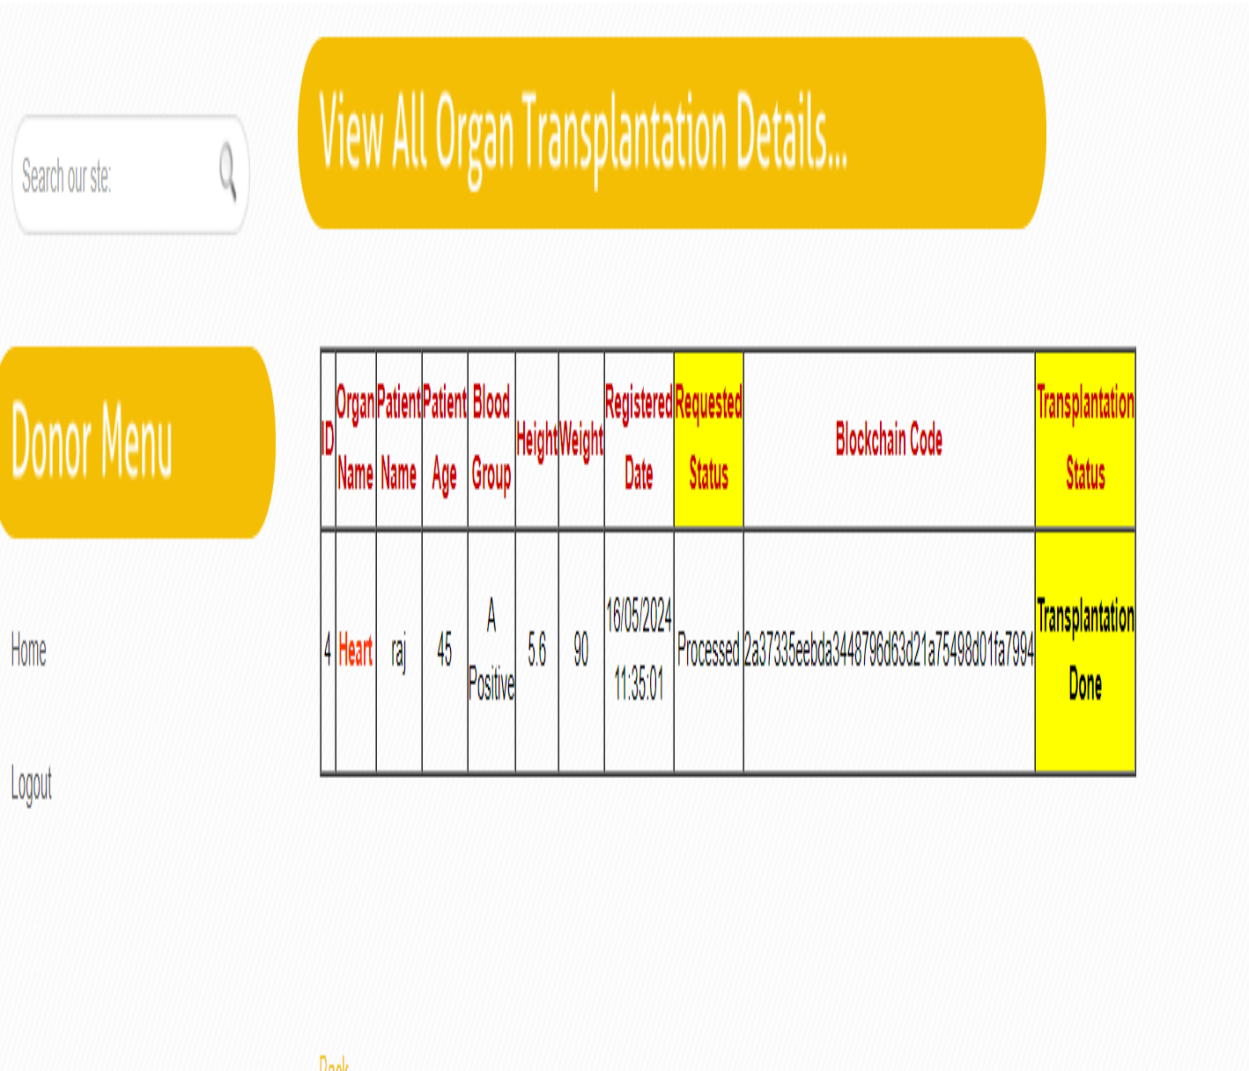 View All Organ Transplantation Details...
Search our ste:
Donor Menu
Home
Logout
ID
Organ
Name
Patient
Name
Patient
Age
Blood
Group
Height
Weight
Registered
Date
Requested
Status
Blockchain Code
Transplantation
Status
4
Heart
raj
45
A
Positive
5.6
90
16/05/2024
11:35:01
Processed
2a37335eebda3448796d63d21a75498d01fa7994
Transplantation
Done
Back